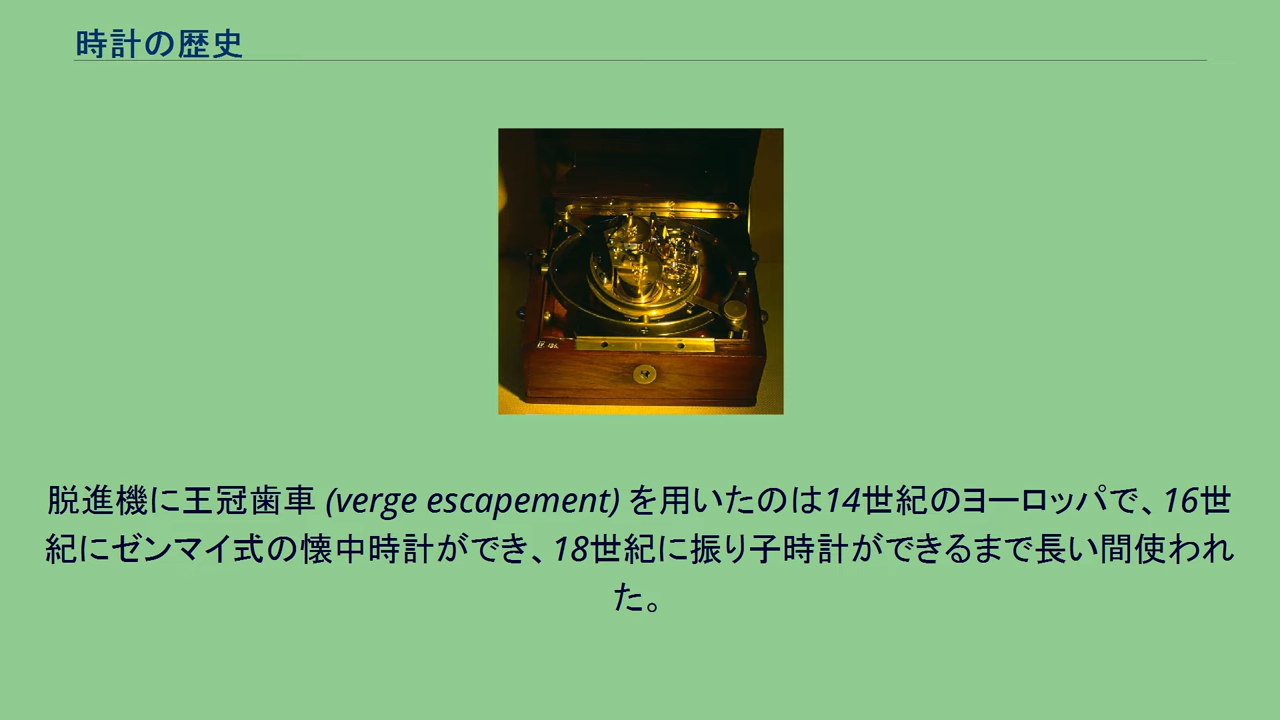 時計の歴史
脱進機に王冠歯車 (verge escapement) を用いたのは14世紀のヨーロッパで、16世
紀にゼンマイ式の懐中時計ができ、18世紀に振り子時計ができるまで長い間使われ
た。